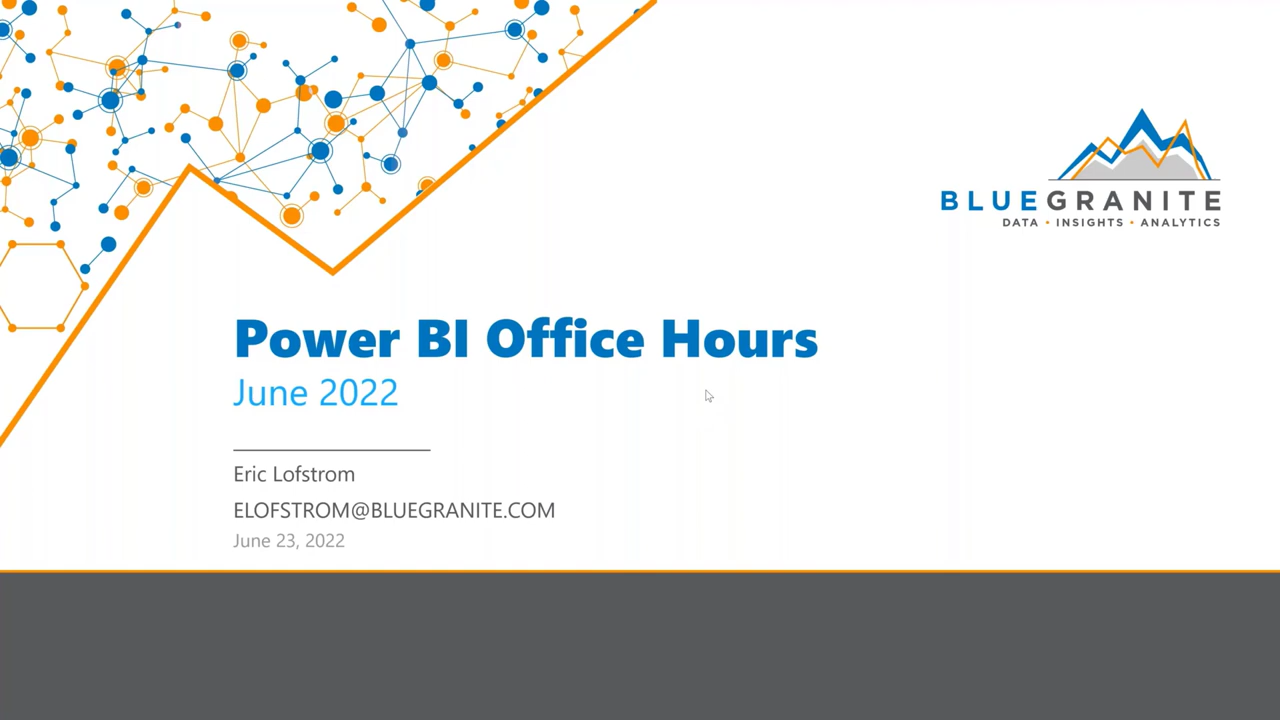 BLUEGRANITE
DATA • INSIGHTS • ANALYTICS
Power BI Office Hours
June 2022
Eric Lofstrom
ELOFSTROM@BLUEGRANITE.COM
June 23, 2022